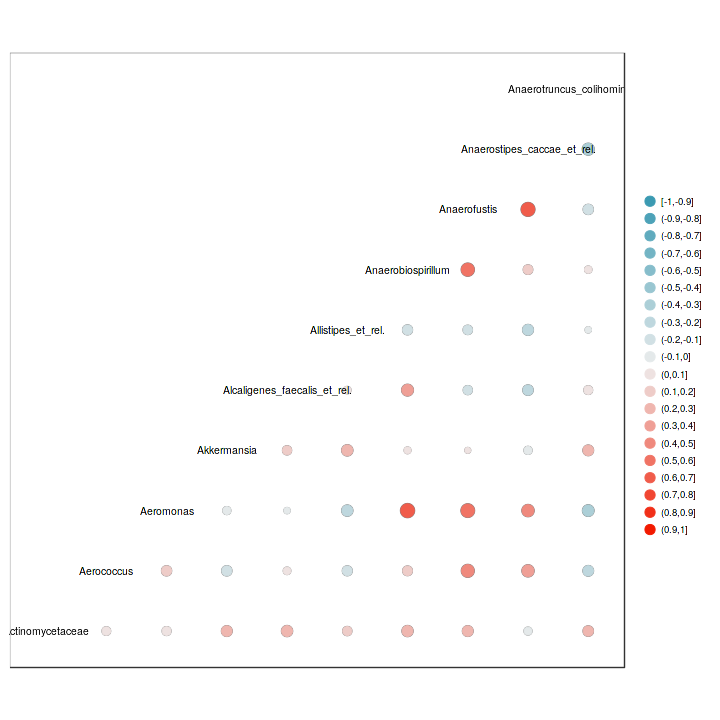 Anaerotruncus_colihomin
Anaerostipes_caccae_et_rel.
Anaerofustis
Anaerobiospirillum
Allistipes_et_rel.
Alcaligenes_faecalis_et_rel.
Akkermansia
Aeromonas
Aerococcus
ctinomycetaceae
[-1,-0.9]
(-0.9,-0.8]
(-0.8,-0.7]
(-0.7,-0.6]
(-0.6,-0.5]
(-0.5,-0.4]
(-0.4,-0.3]
(-0.3,-0.2]
(-0.2,-0.1]
(-0.1,0]
(0,0.1]
(0.1,0.2]
(0.2,0.3]
(0.3,0.4]
(0.4,0.5]
(0.5,0.6]
(0.6,0.7]
(0.7,0.8]
(0.8,0.9]
(0.9,1]